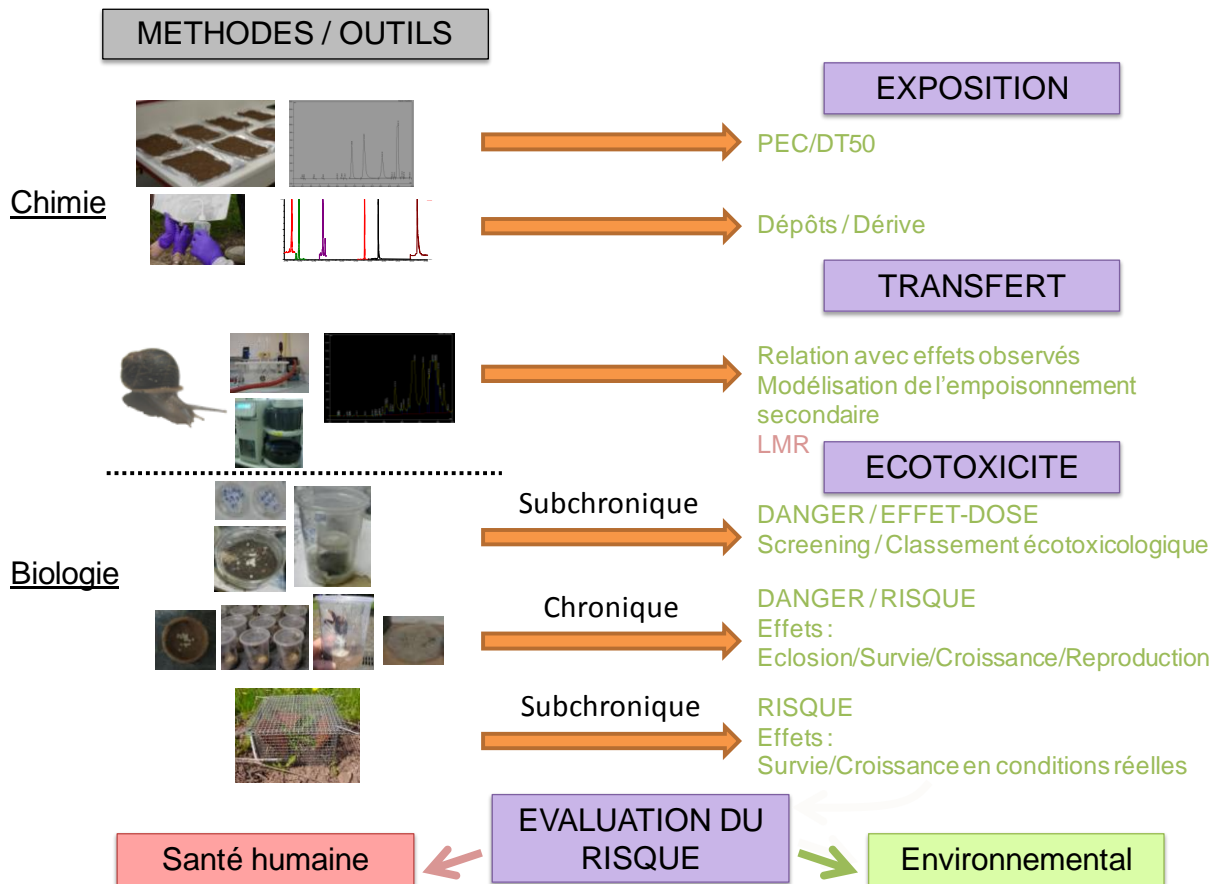 METHODES / OUTILS
EXPOSITION
PEC/DT50
Chimie
Dépôts / Dérive
TRANSFERT
Relation avec effets observés
Modélisation de l'empoisonnement
secondaire
LMR
ECOTOXICITE
Subchronique
DANGER / EFFET-DOSE
Screening / Classement écotoxicologique
Biologie
Chronique
DANGER / RISQUE
Effets :
Eclosion/Survie/Croissance/Reproduction
Subchronique
RISQUE
Effets :
Survie/Croissance en conditions réelles
EVALUATION DU
RISQUE
Santé humaine
Environnemental